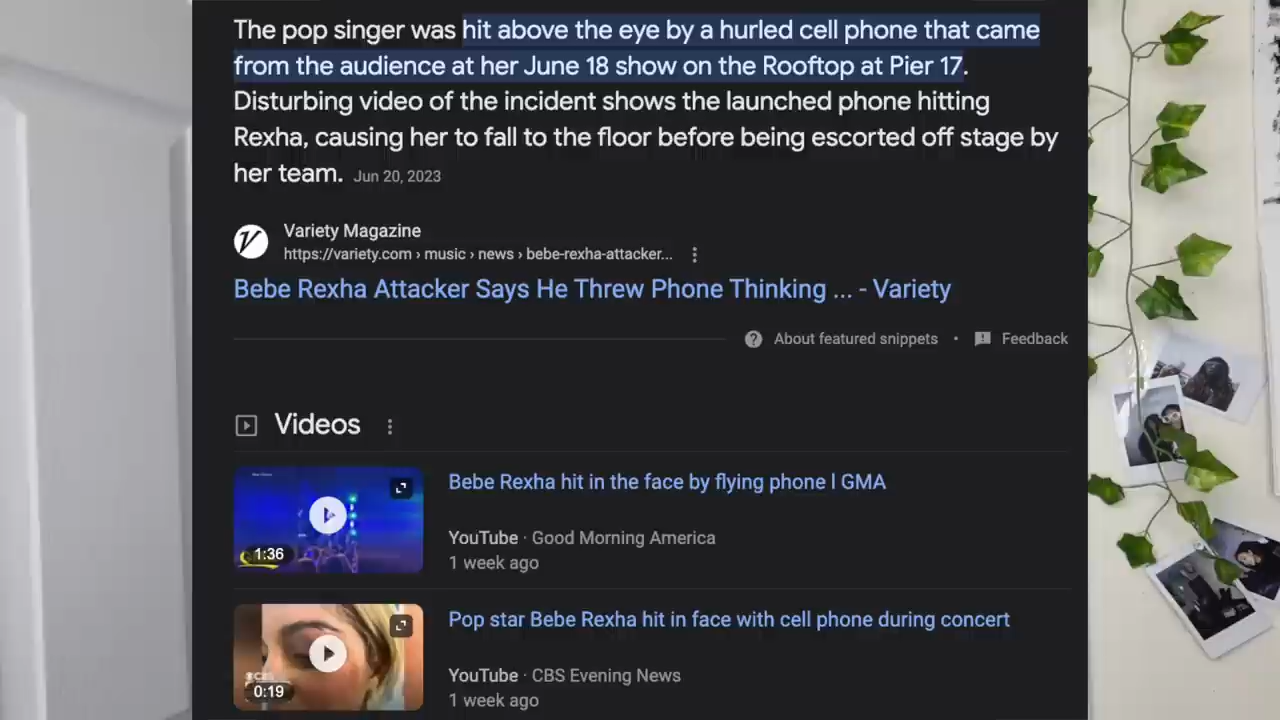 The pop singer was hit above the eye by a hurled cell phone that came
from the audience at her June 18 show on the Rooftop at Pier 17.
Disturbing video of the incident shows the launched phone hitting
Rexha, causing her to fall to the floor before being escorted off stage by
her team. Jun 20, 2023
Variety Magazine
https://variety.com › music › news › bebe-rexha-attacker...
Bebe Rexha Attacker Says He Threw Phone Thinking ... - Variety
About featured snippets • Feedback
Videos
Bebe Rexha hit in the face by flying phone l GMA
1:36
YouTube · Good Morning America
1 week ago
Pop star Bebe Rexha hit in face with cell phone during concert
CBS
0:19
YouTube · CBS Evening News
1 week ago